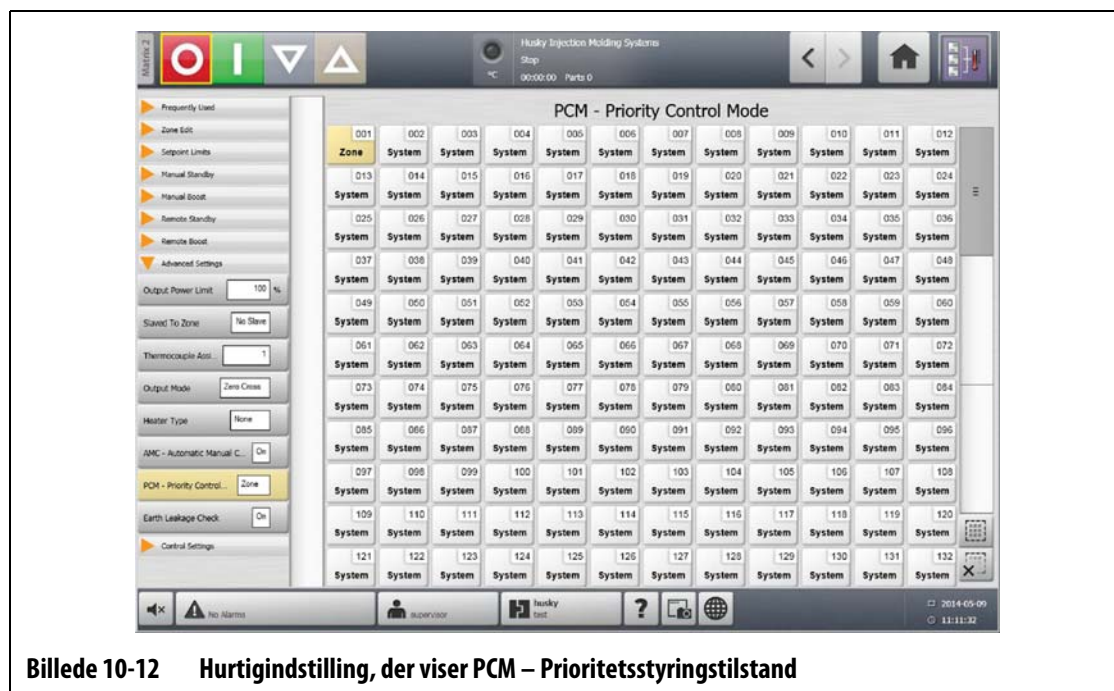 Matrix 2
Husky Injection Molding Systems
Stop
°C 00:00:00 Parts 0
PCM - Priority Control Mode
Frequently Used
Zone Edit
Setpoint Limits
Manual Standby
Manual Boost
Remote Standby
Remote Boost
Advanced Settings
Output Power Limit 100 %
Slaved To Zone No Slave
Thermocouple Assi... 1
Output Mode Zero Cross
Heater Type None
AMC - Automatic Manual C... On
PCM - Priority Control... Zone
Earth Leakage Check On
Control Settings
001 002 003 004 005 006 007 008 009 010 011 012
Zone System System System System System System System System System System System
013 014 015 016 017 018 019 020 021 022 023 024
System System System System System System System System System System System System
025 026 027 028 029 030 031 032 033 034 035 036
System System System System System System System System System System System System
037 038 039 040 041 042 043 044 045 046 047 048
System System System System System System System System System System System System
049 050 051 052 053 054 055 056 057 058 059 060
System System System System System System System System System System System System
061 062 063 064 065 066 067 068 069 070 071 072
System System System System System System System System System System System System
073 074 075 076 077 078 079 080 081 082 083 084
System System System System System System System System System System System System
085 086 087 088 089 090 091 092 093 094 095 096
System System System System System System System System System System System System
097 098 099 100 101 102 103 104 105 106 107 108
System System System System System System System System System System System System
109 110 111 112 113 114 115 116 117 118 119 120
System System System System System System System System System System System System
121 122 123 124 125 126 127 128 129 130 131 132
System System System System System System System System System System System System
No Alarms
supervisor
husky
test
?
2014-05-09
11:11:32
Billede 10-12 Hurtigindstilling, der viser PCM – Prioritetsstyringstilstand